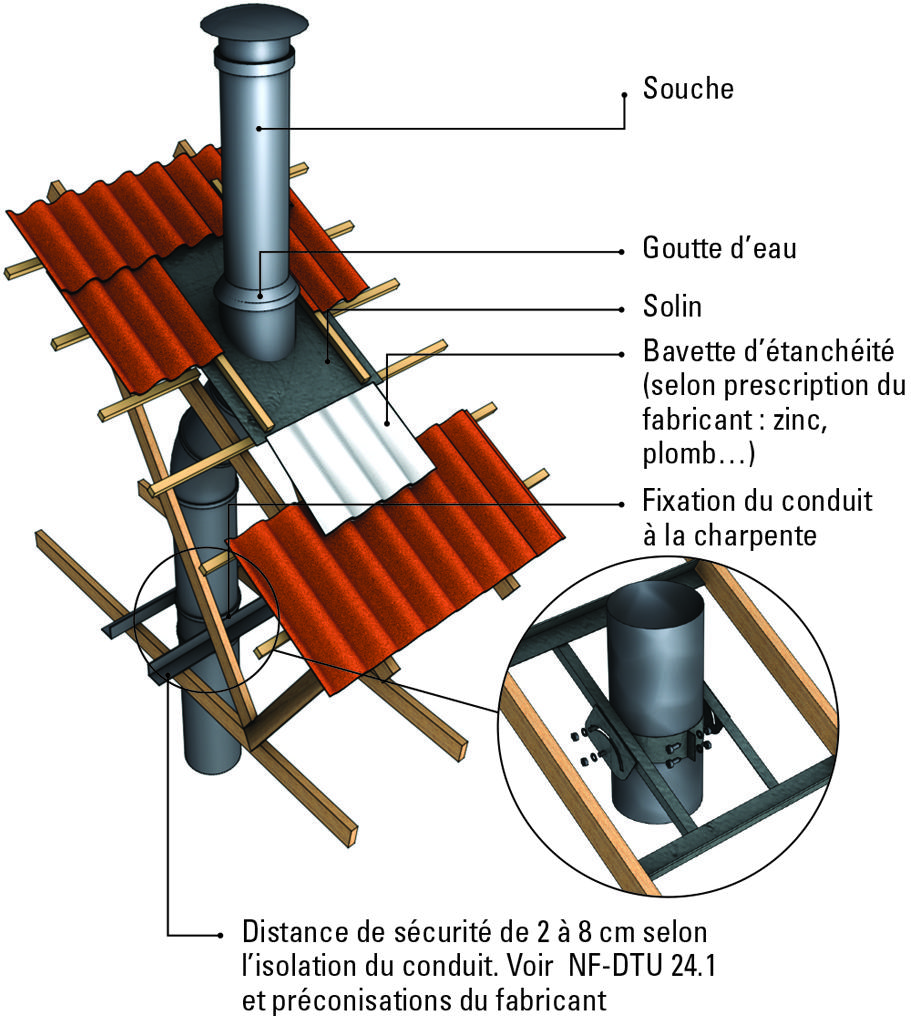 Souche
Goutte d’eau
Solin
Bavette d’étanchéité
(selon prescription du
fabricant : zinc,
plomb…)
Fixation du conduit
à la charpente
Distance de sécurité de 2 à 8 cm selon
l’isolation du conduit. Voir  NF-DTU 24.1
et préconisations du fabricant